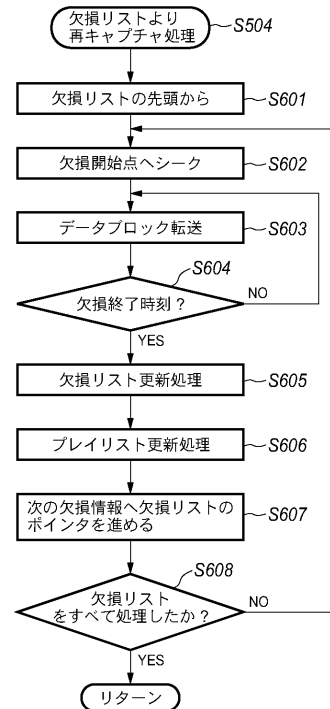 欠損リストより
再キャプチャ処理
S504
欠損リストの先頭から
S601
欠損開始点へシーク
S602
データブロック転送
S603
S604
欠損終了時刻？
NO
YES
欠損リスト更新処理
S605
プレイリスト更新処理
S606
次の欠損情報へ欠損リストの
ポインタを進める
S607
S608
欠損リスト
をすべて処理したか？
NO
YES
リターン